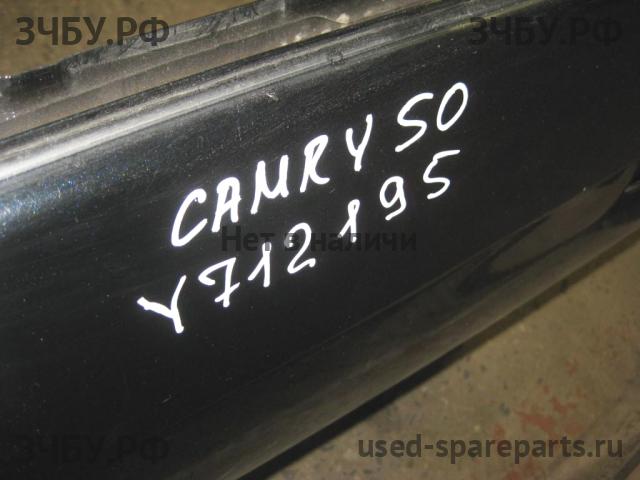 ЗЧБУ.РФ ЗЧБУ.РФ
CAMRY 50
Нет в наличи
Y712195
ЗЧБУ.РФ
used-spareparts.ru